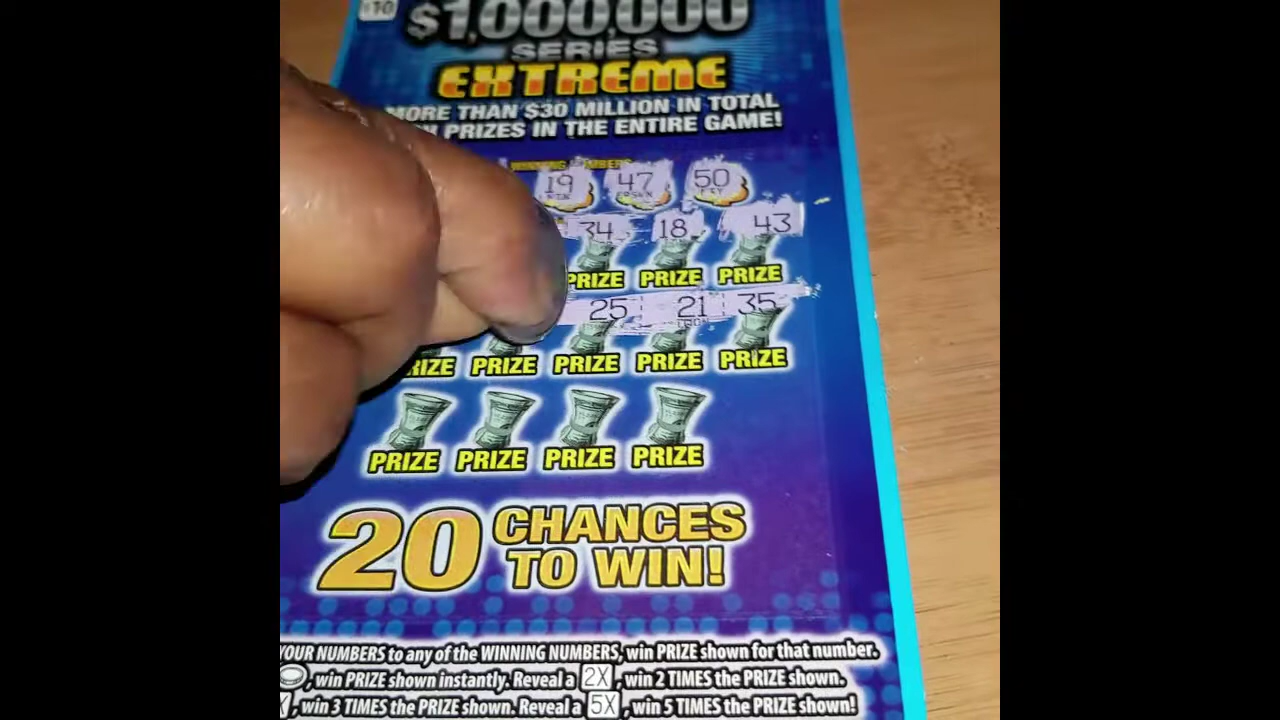 $10
$1,000,000
SERIES
EXTREME
MORE THAN $30 MILLION IN TOTAL
PRIZES IN THE ENTIRE GAME!
WINNING NUMBERS
19 47 50
34 18 43
PRIZE PRIZE PRIZE
25 21 35
PRIZE PRIZE PRIZE PRIZE PRIZE
PRIZE PRIZE PRIZE PRIZE
20 CHANCES
TO WIN!
YOUR NUMBERS to any of the WINNING NUMBERS, win PRIZE shown for that number.
, win PRIZE shown instantly. Reveal a 2X , win 2 TIMES the PRIZE shown.
X , win 3 TIMES the PRIZE shown. Reveal a 5X , win 5 TIMES the PRIZE shown!